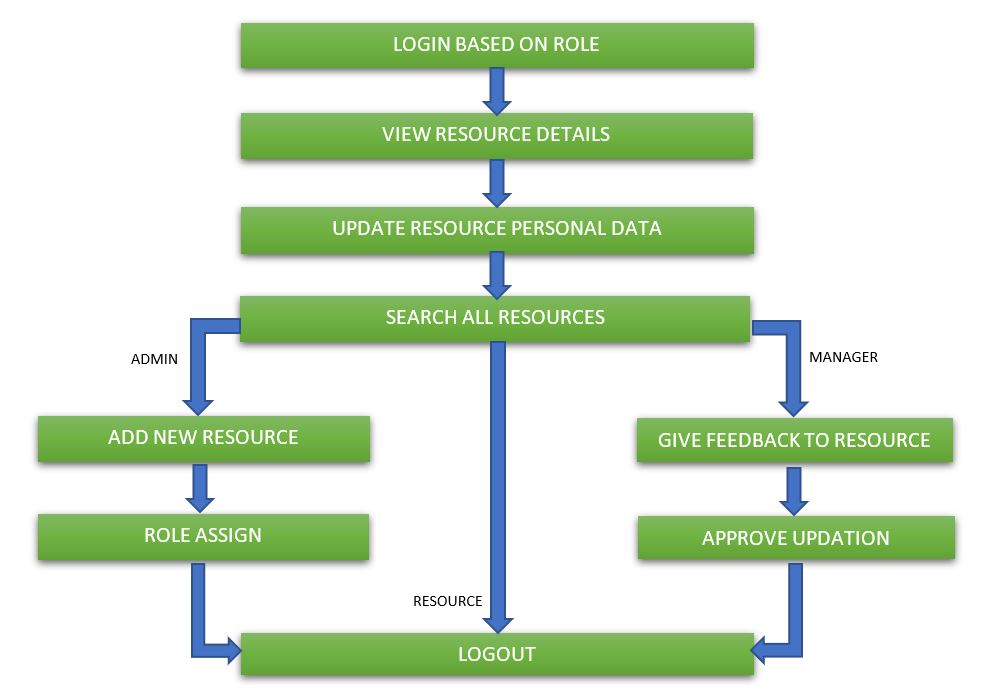 LOGIN BASED ON ROLE
VIEW RESOURCE DETAILS
UPDATE RESOURCE PERSONAL DATA
SEARCH ALL RESOURCES
ADMIN
MANAGER
ADD NEW RESOURCE
GIVE FEEDBACK TO RESOURCE
ROLE ASSIGN
APPROVE UPDATION
RESOURCE
LOGOUT